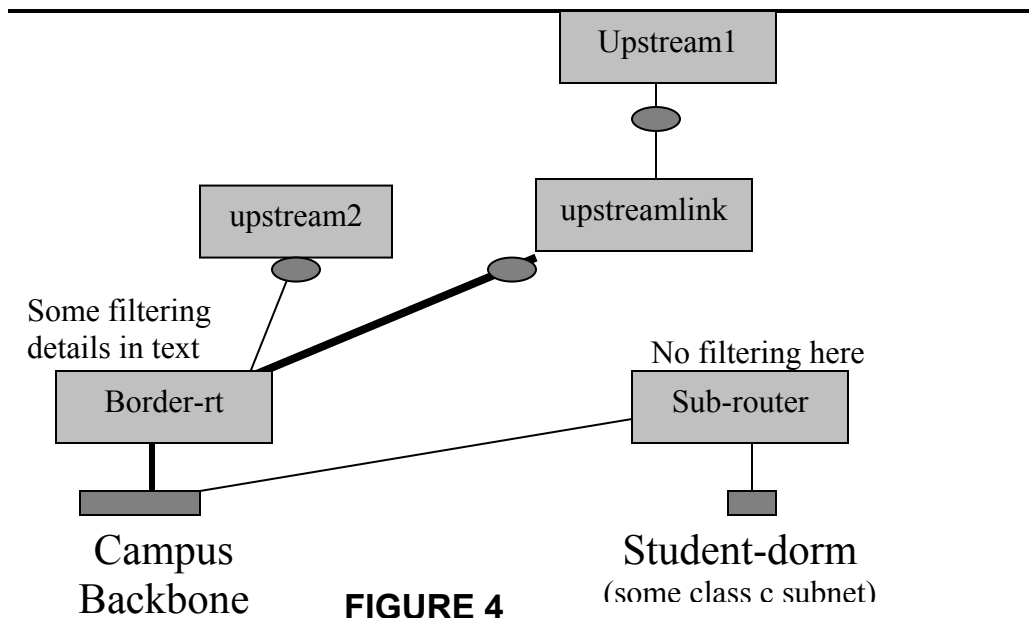 Upstream1
upstream2
upstreamlink
Some filtering
details in text
No filtering here
Border-rt
Sub-router
Campus
Backbone
Student-dorm
(some class c subnet)
FIGURE 4